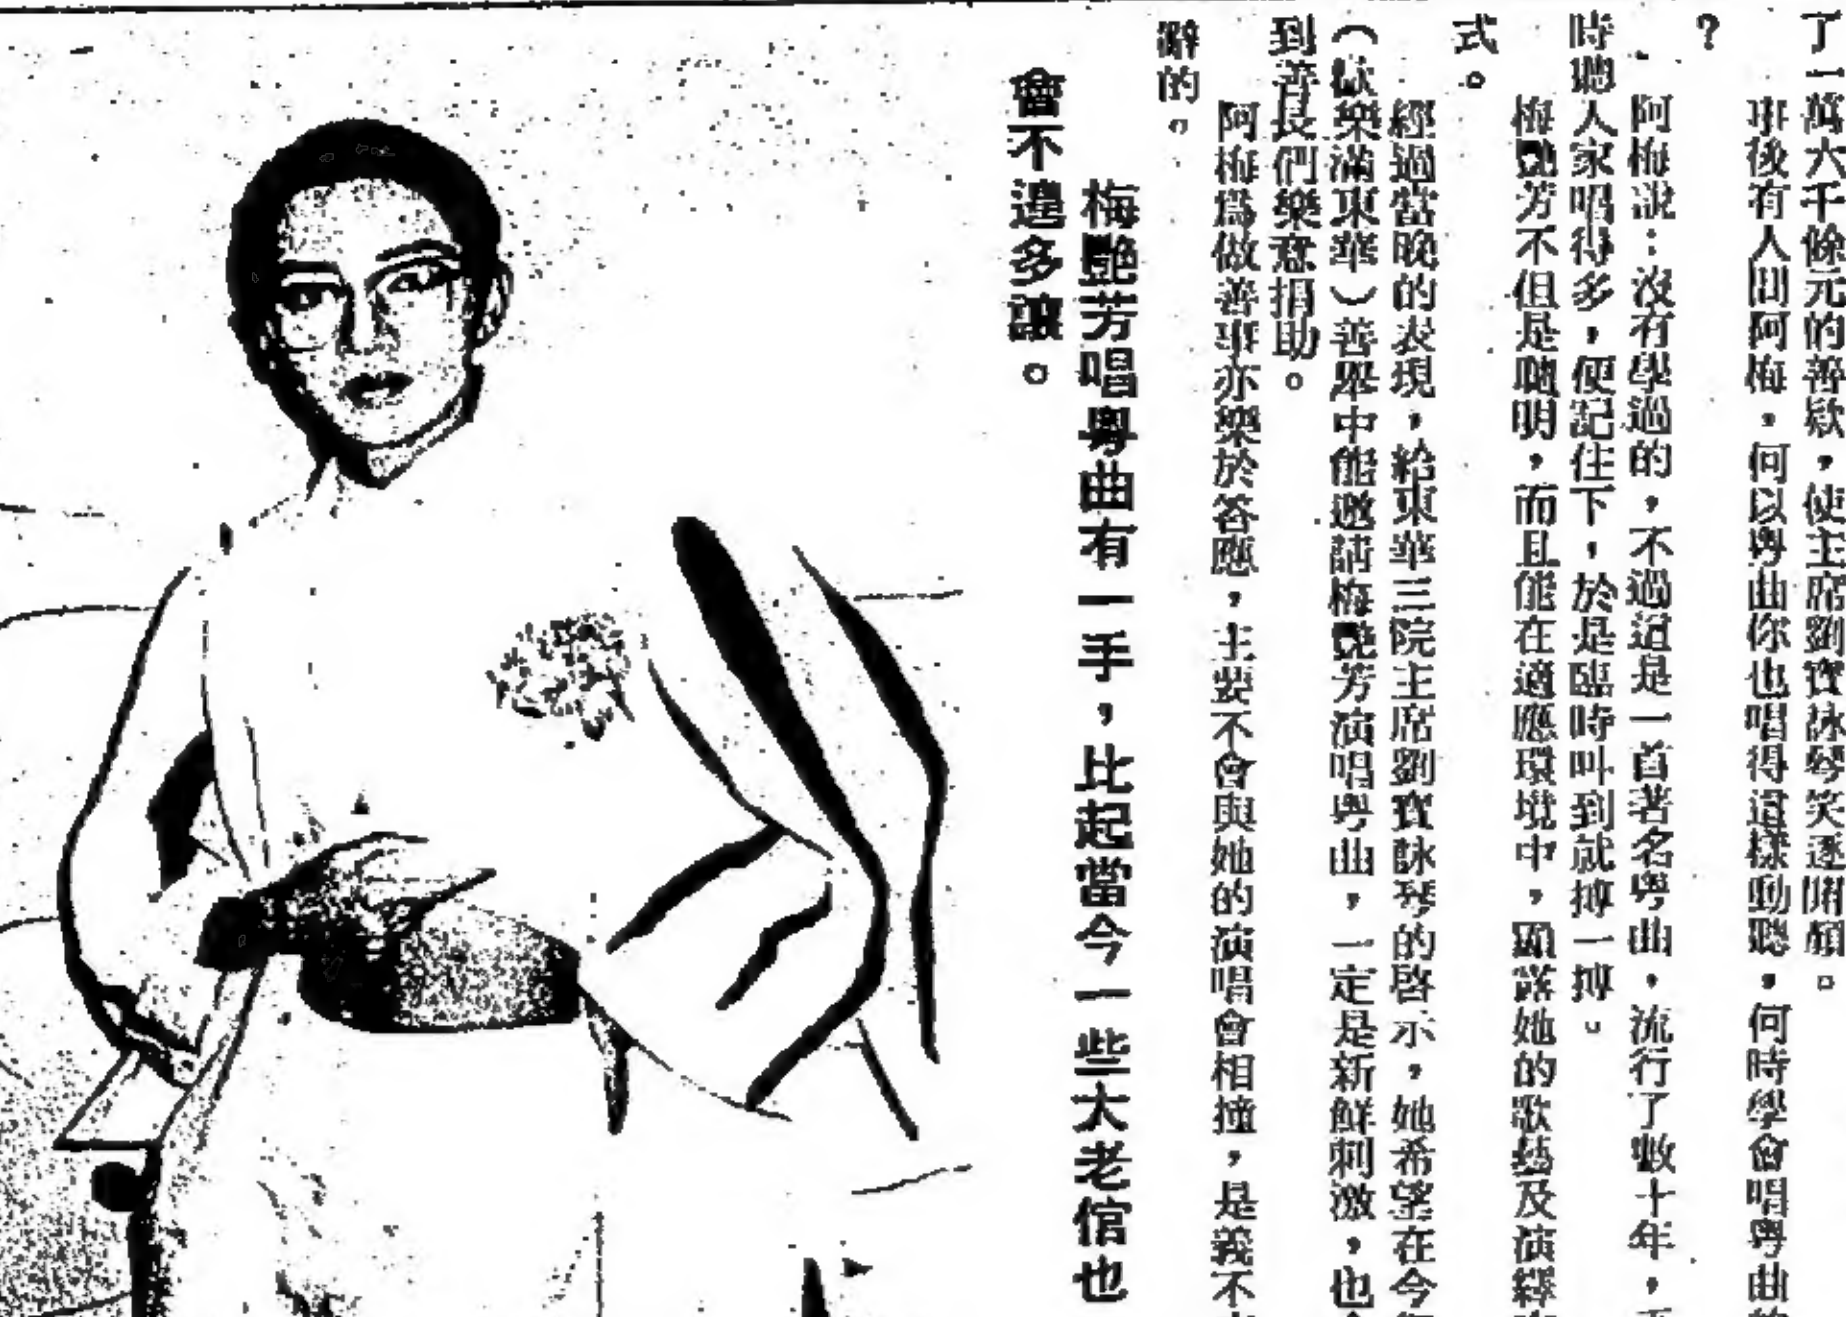 了一萬六千餘元的善欵，使主席劉寶詠琴笑逐開顏。
事後有人問阿梅，何以粤曲你也唱得這樣動聽，何時學會唱粤曲
？
阿梅説：沒有學過的，不過這是一首著名粤曲，流行了數十年，
時聽人家唱得多，便記住下，於是臨時叫到就搏一搏。
梅艷芳不但是聰明，而且能在適應環境中，顯露她的歌藝及演繹
式。
經過當晚的表現，給東華三院主席劉寶詠琴的啓示，她希望在今
（歡樂滿東華）善舉中能邀請梅艷芳演唱粤曲，一定是新鮮刺激，也
到善長們樂意捐助。
阿梅爲做善事亦樂於答應，主要不會與她的演唱會相撞，是義不
辭的。
梅艷芳唱粤曲有一手，比起當今一些大老倌也
會不遑多讓。